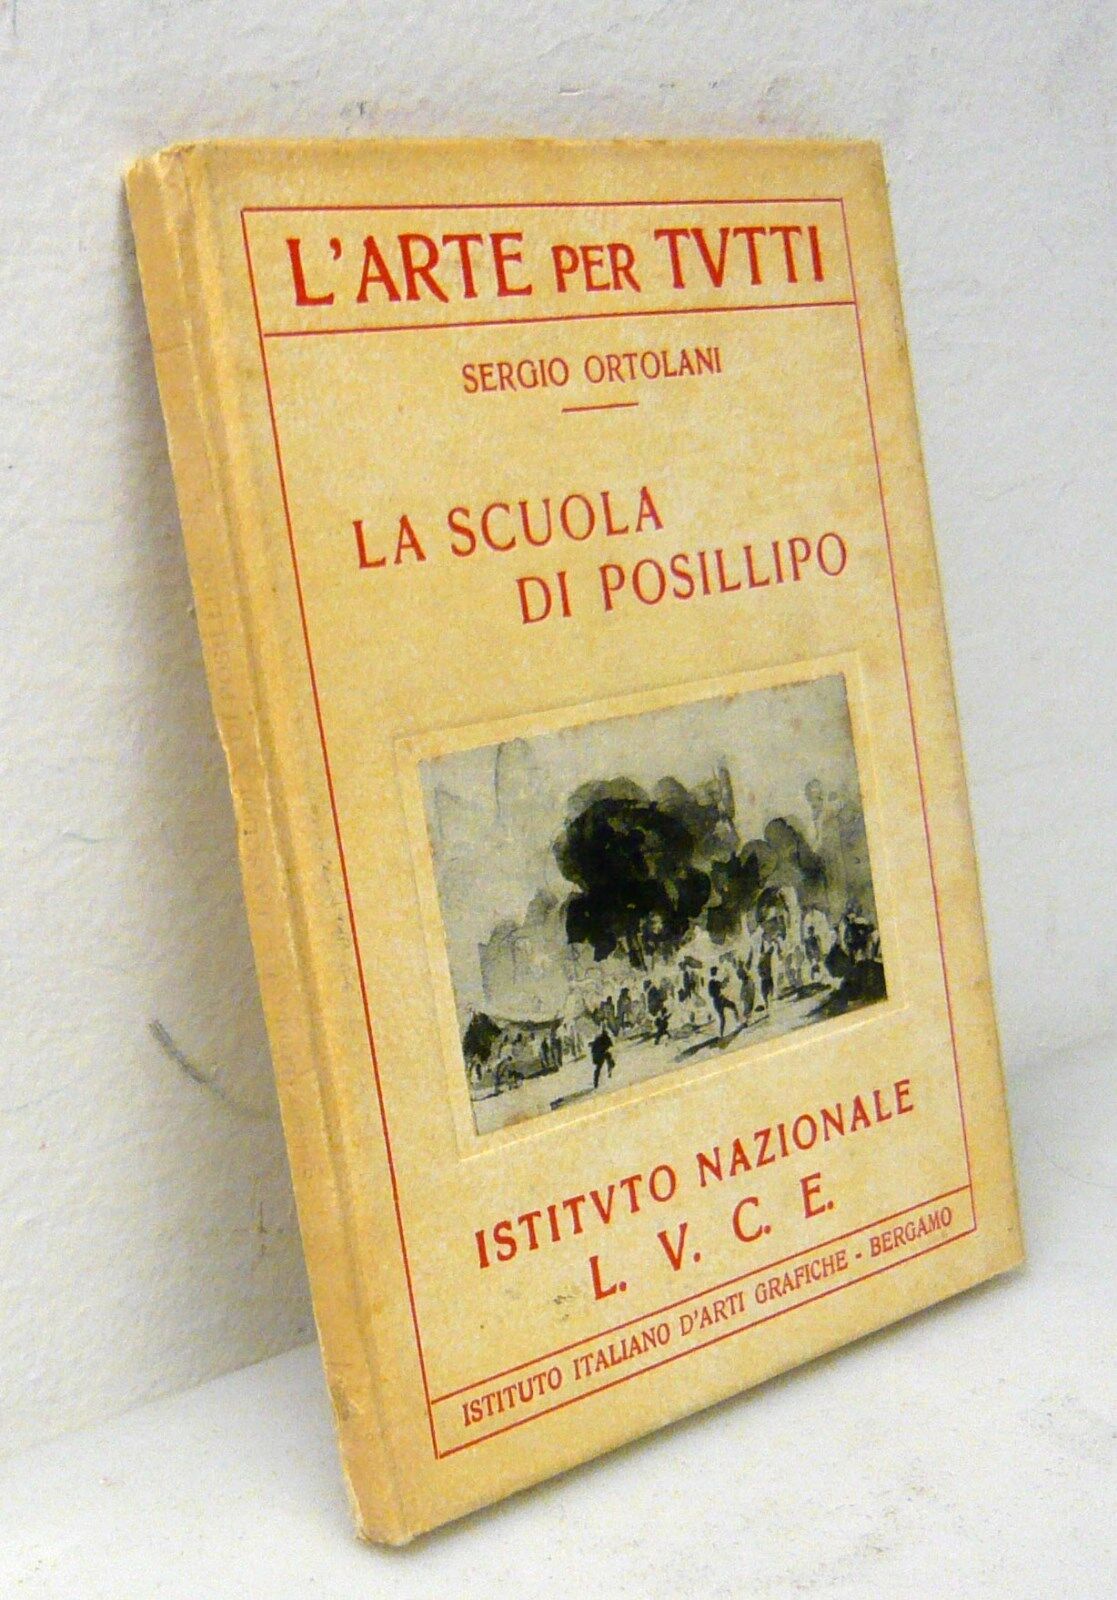 L'ARTE PER TVTTI
SERGIO ORTOLANI
LA SCUOLA
DI POSILLIPO
ISTITVTO NAZIONALE
L. V. C. E.
ISTITUTO ITALIANO D'ARTI GRAFICHE - BERGAMO